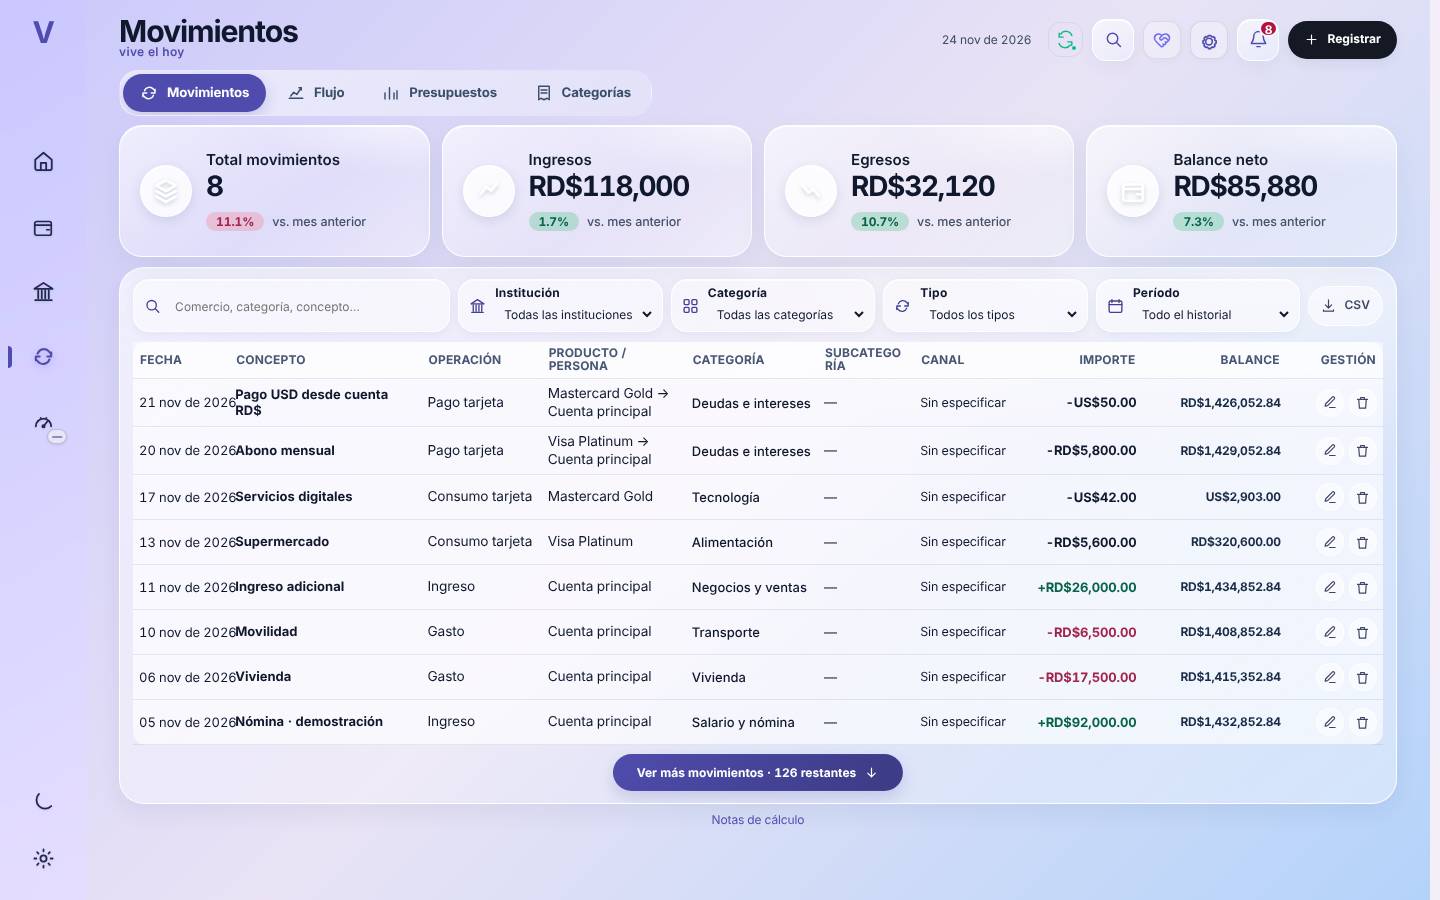 V
Movimientos
vive el hoy
24 nov de 2026
8
Registrar
Movimientos
Flujo
Presupuestos
Categorías
Total movimientos
8
11.1% vs. mes anterior
Ingresos
RD$118,000
1.7% vs. mes anterior
Egresos
RD$32,120
10.7% vs. mes anterior
Balance neto
RD$85,880
7.3% vs. mes anterior
Comercio, categoría, concepto...
Institución
Todas las instituciones
Categoría
Todas las categorías
Tipo
Todos los tipos
Período
Todo el historial
CSV
FECHA CONCEPTO OPERACIÓN PRODUCTO / PERSONA CATEGORÍA SUBCATEGORÍA CANAL IMPORTE BALANCE GESTIÓN
21 nov de 2026 Pago USD desde cuenta RD$ Pago tarjeta Mastercard Gold → Cuenta principal Deudas e intereses — Sin especificar -US$50.00 RD$1,426,052.84
20 nov de 2026 Abono mensual Pago tarjeta Visa Platinum → Cuenta principal Deudas e intereses — Sin especificar -RD$5,800.00 RD$1,429,052.84
17 nov de 2026 Servicios digitales Consumo tarjeta Mastercard Gold Tecnología — Sin especificar -US$42.00 US$2,903.00
13 nov de 2026 Supermercado Consumo tarjeta Visa Platinum Alimentación — Sin especificar -RD$5,600.00 RD$320,600.00
11 nov de 2026 Ingreso adicional Ingreso Cuenta principal Negocios y ventas — Sin especificar +RD$26,000.00 RD$1,434,852.84
10 nov de 2026 Movilidad Gasto Cuenta principal Transporte — Sin especificar -RD$6,500.00 RD$1,408,852.84
06 nov de 2026 Vivienda Gasto Cuenta principal Vivienda — Sin especificar -RD$17,500.00 RD$1,415,352.84
05 nov de 2026 Nómina · demostración Ingreso Cuenta principal Salario y nómina — Sin especificar +RD$92,000.00 RD$1,432,852.84
Ver más movimientos · 126 restantes ↓
Notas de cálculo